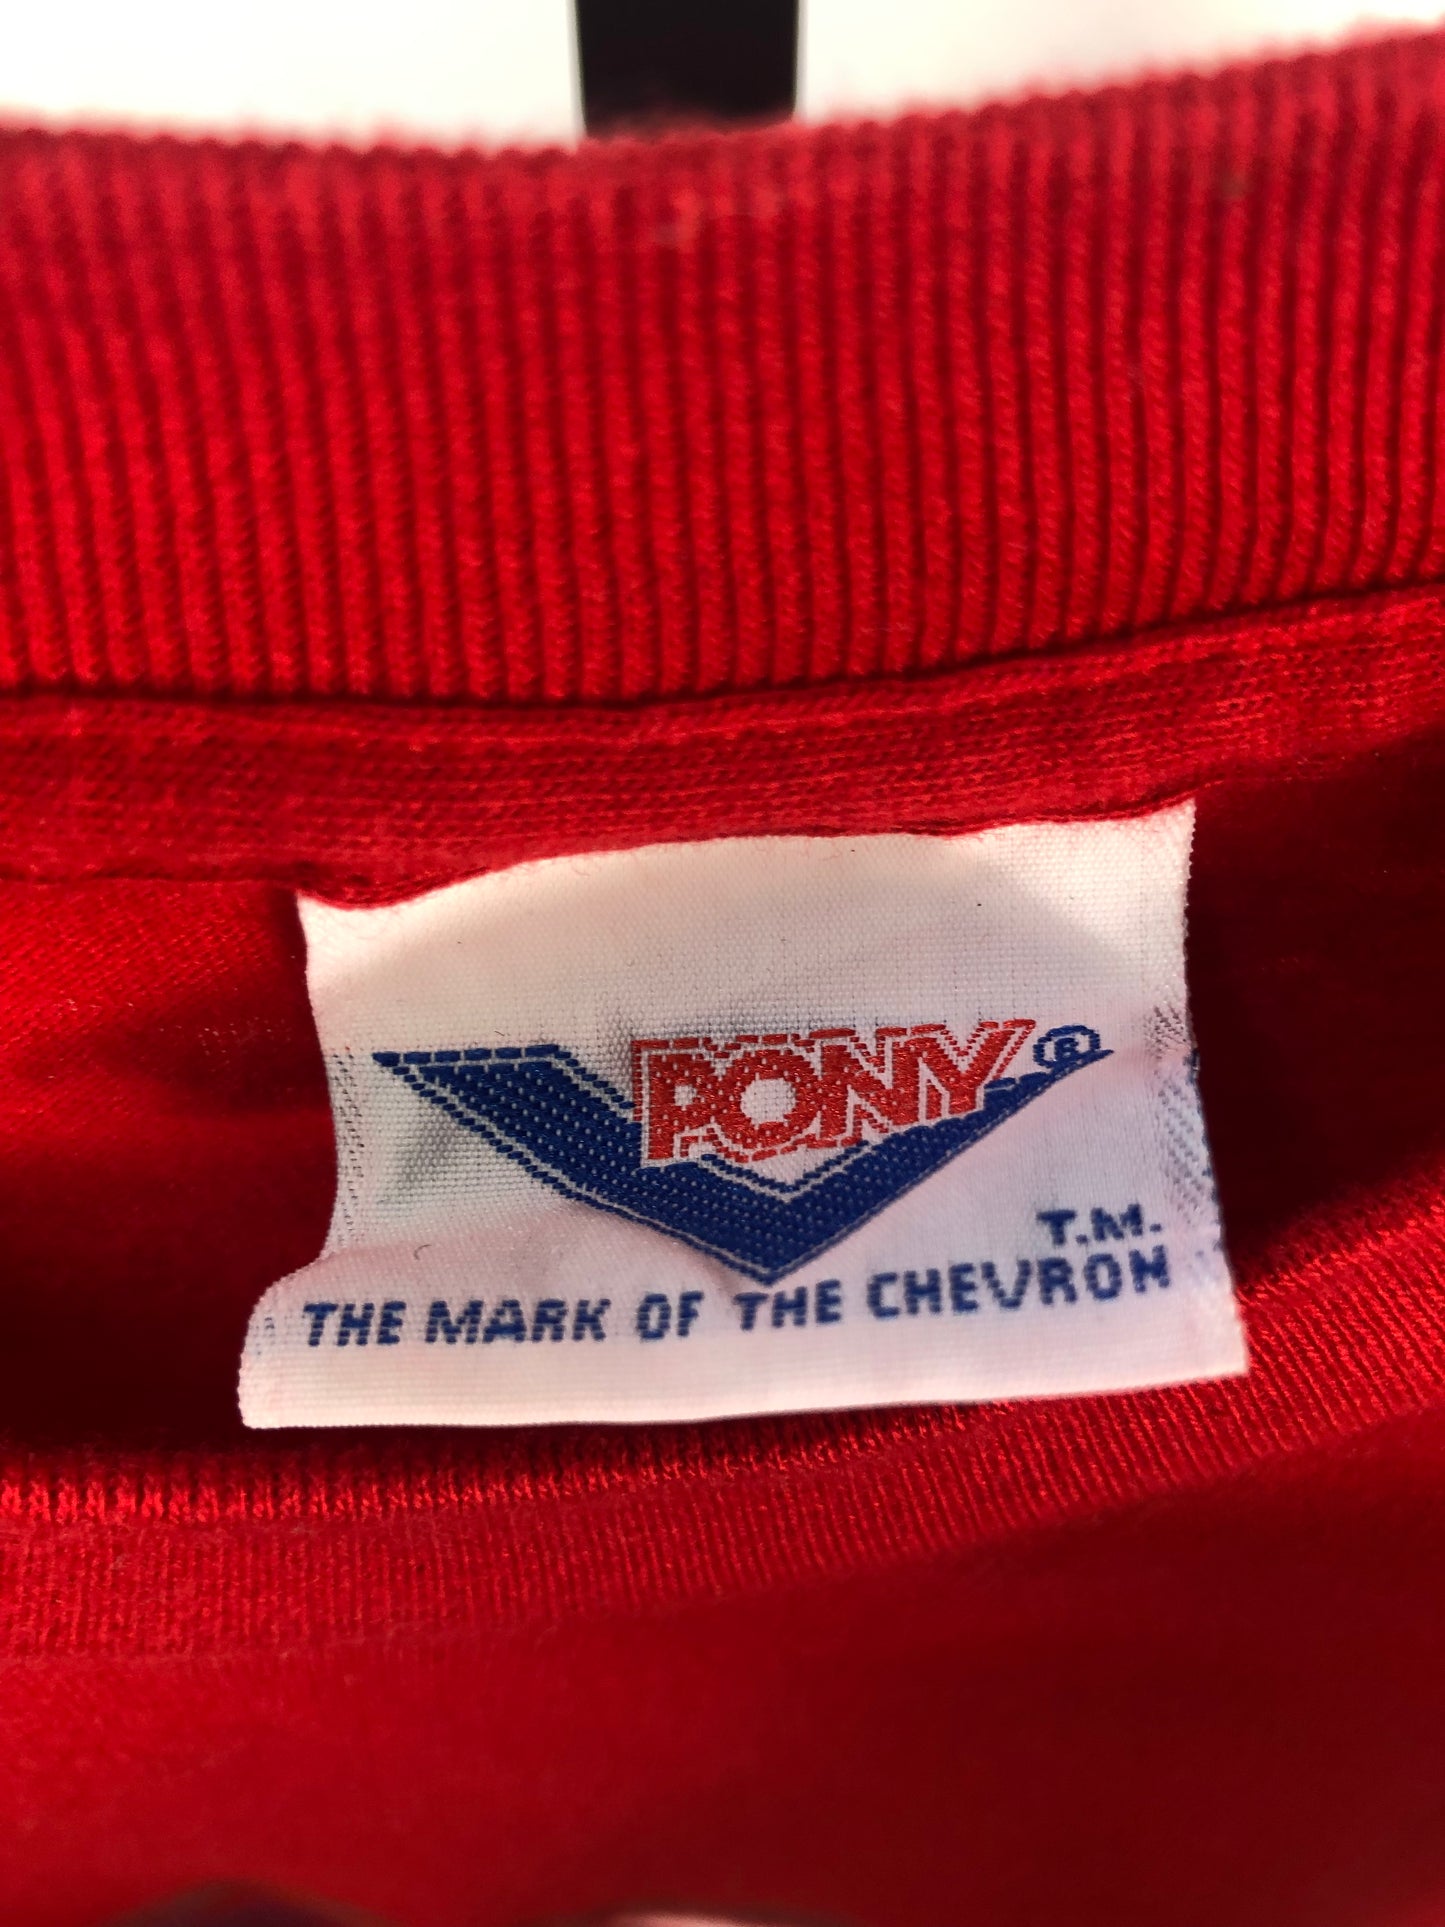 PONY®
T.M.
THE MARK OF THE CHEVRON